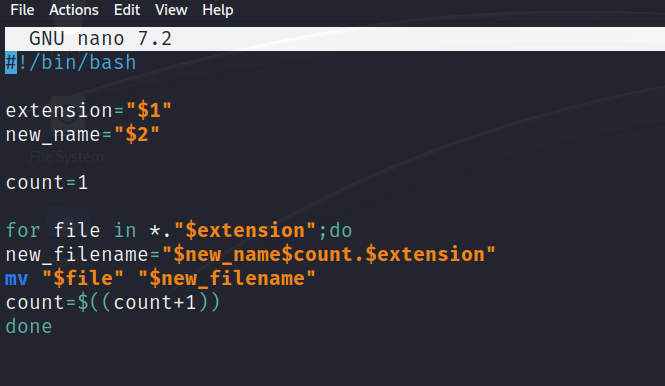 File Actions Edit View Help
GNU nano 7.2
#!/bin/bash
extension="$1"
new_name="$2"
File System
count=1
for file in *."$extension";do
new_filename="$new_name$count.$extension"
mv "$file" "$new_filename"
count=$((count+1))
done